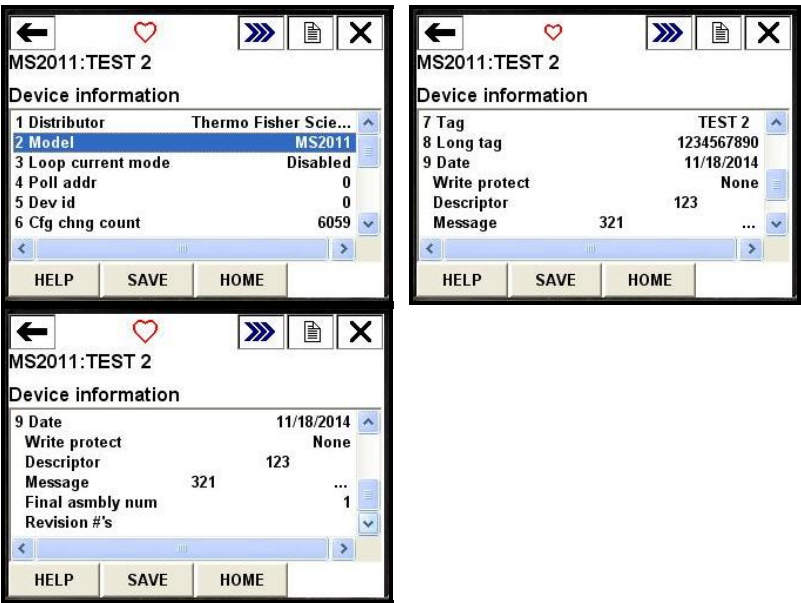 MS2011:TEST 2
Device information
1 Distributor Thermo Fisher Scie...
2 Model MS2011
3 Loop current mode Disabled
4 Poll addr 0
5 Dev id 0
6 Cfg chng count 6059
HELP SAVE HOME
MS2011:TEST 2
Device information
7 Tag TEST 2
8 Long tag 1234567890
9 Date 11/18/2014
Write protect None
Descriptor 123
Message 321 ...
HELP SAVE HOME
MS2011:TEST 2
Device information
9 Date 11/18/2014
Write protect None
Descriptor 123
Message 321 ...
Final asmbly num 1
Revision #'s
HELP SAVE HOME